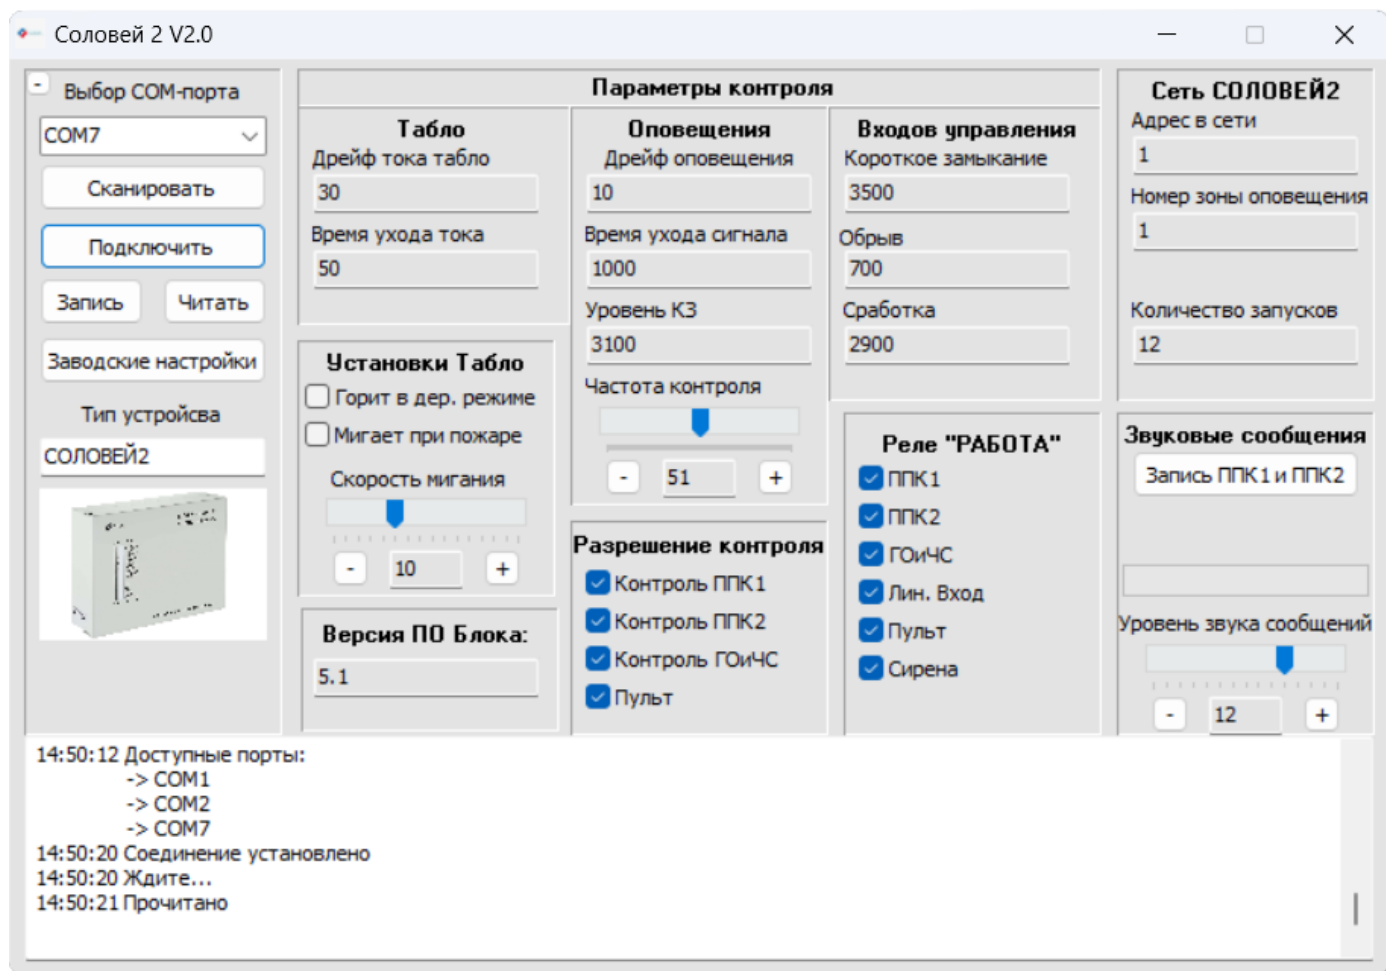 Соловей 2 V2.0
-
Выбор COM-порта
COM7
Сканировать
Подключить
Запись
Читать
Заводские настройки
Тип устройсва
СОЛОВЕЙ2
Параметры контроля
Табло
Дрейф тока табло
30
Время ухода тока
50
Установки Табло
Горит в дер. режиме
Мигает при пожаре
Скорость мигания
-
10
+
Версия ПО Блока:
5.1
Оповещения
Дрейф оповещения
10
Время ухода сигнала
1000
Уровень КЗ
3100
Частота контроля
-
51
+
Разрешение контроля
Контроль ППК1
Контроль ППК2
Контроль ГОиЧС
Пульт
Входов управления
Короткое замыкание
3500
Обрыв
700
Сработка
2900
Реле "РАБОТА"
ППК1
ППК2
ГОиЧС
Лин. Вход
Пульт
Сирена
Сеть СОЛОВЕЙ2
Адрес в сети
1
Номер зоны оповещения
1
Количество запусков
12
Звуковые сообщения
Запись ППК1 и ППК2
Уровень звука сообщений
-
12
+
14:50:12 Доступные порты:
-> COM1
-> COM2
-> COM7
14:50:20 Соединение установлено
14:50:20 Ждите...
14:50:21 Прочитано